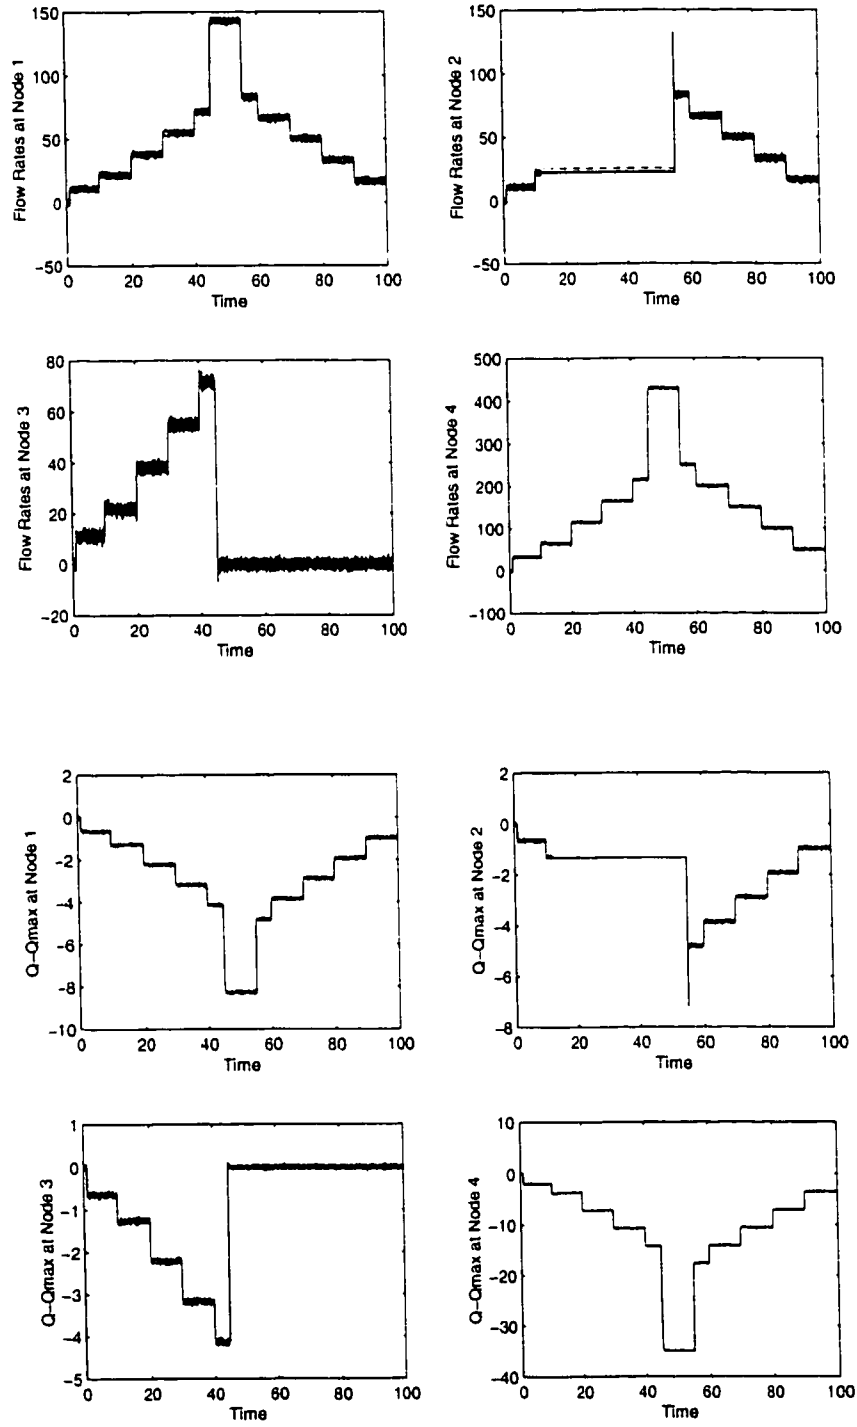 150
100
50
0
−50
Flow Rates at Node 1
0 20 40 60 80 100
Time
150
100
50
0
−50
Flow Rates at Node 2
0 20 40 60 80 100
Time
80
60
40
20
0
−20
Flow Rates at Node 3
0 20 40 60 80 100
Time
500
400
300
200
100
0
−100
Flow Rates at Node 4
0 20 40 60 80 100
Time
2
0
−2
−4
−6
−8
−10
Q−Qmax at Node 1
0 20 40 60 80 100
Time
2
0
−2
−4
−6
−8
Q−Qmax at Node 2
0 20 40 60 80 100
Time
1
0
−1
−2
−3
−4
−5
Q−Qmax at Node 3
0 20 40 60 80 100
Time
10
0
−10
−20
−30
−40
Q−Qmax at Node 4
0 20 40 60 80 100
Time